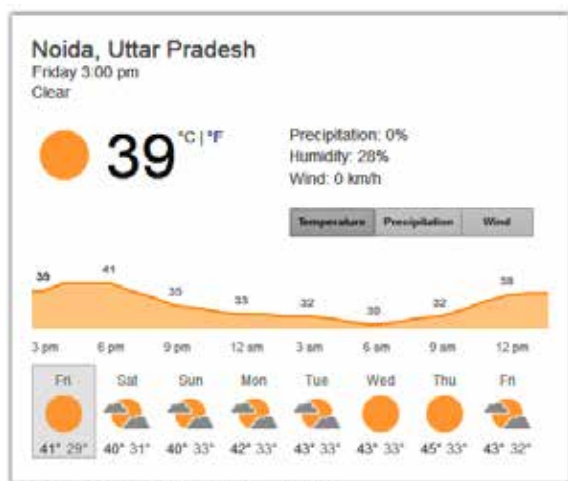 Noida, Uttar Pradesh
Friday 3:00 pm
Clear
39 °C | °F
Precipitation: 0%
Humidity: 28%
Wind: 0 km/h
Temperature Precipitation Wind
39 41 35 33 32 30 32 38
3 pm 6 pm 9 pm 12 am 3 am 6 am 9 am 12 pm
Fri Sat Sun Mon Tue Wed Thu Fri
41° 29° 40° 31° 40° 33° 42° 33° 43° 33° 43° 33° 45° 33° 43° 32°